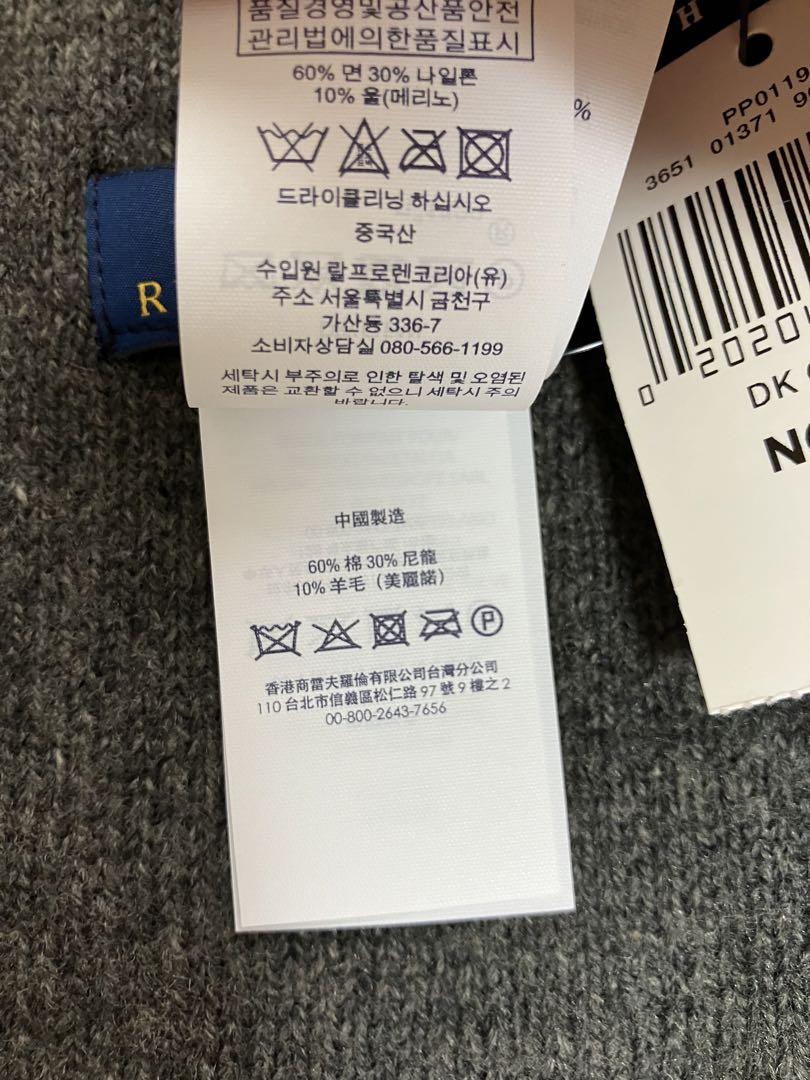 품질경영및공산품안전
관리법에의한품질표시
60% 면 30% 나일론
10% 울(메리노)
드라이클리닝 하십시오
중국산
수입원 랄프로렌코리아(유)
주소 서울특별시 금천구
가산동 336-7
소비자상담실 080-566-1199
세탁시 부주의로 인한 탈색 및 오염된
제품은 교환할 수 없으니 세탁시 주의
바랍니다.
R
%
H
PP0119
3651 01371 9
0 2020
DK
中國製造
60% 棉 30% 尼龍
10% 羊毛（美麗諾）
P
香港商雷夫羅倫有限公司台灣分公司
110 台北市信義區松仁路 97 號 9 樓之 2
00-800-2643-7656